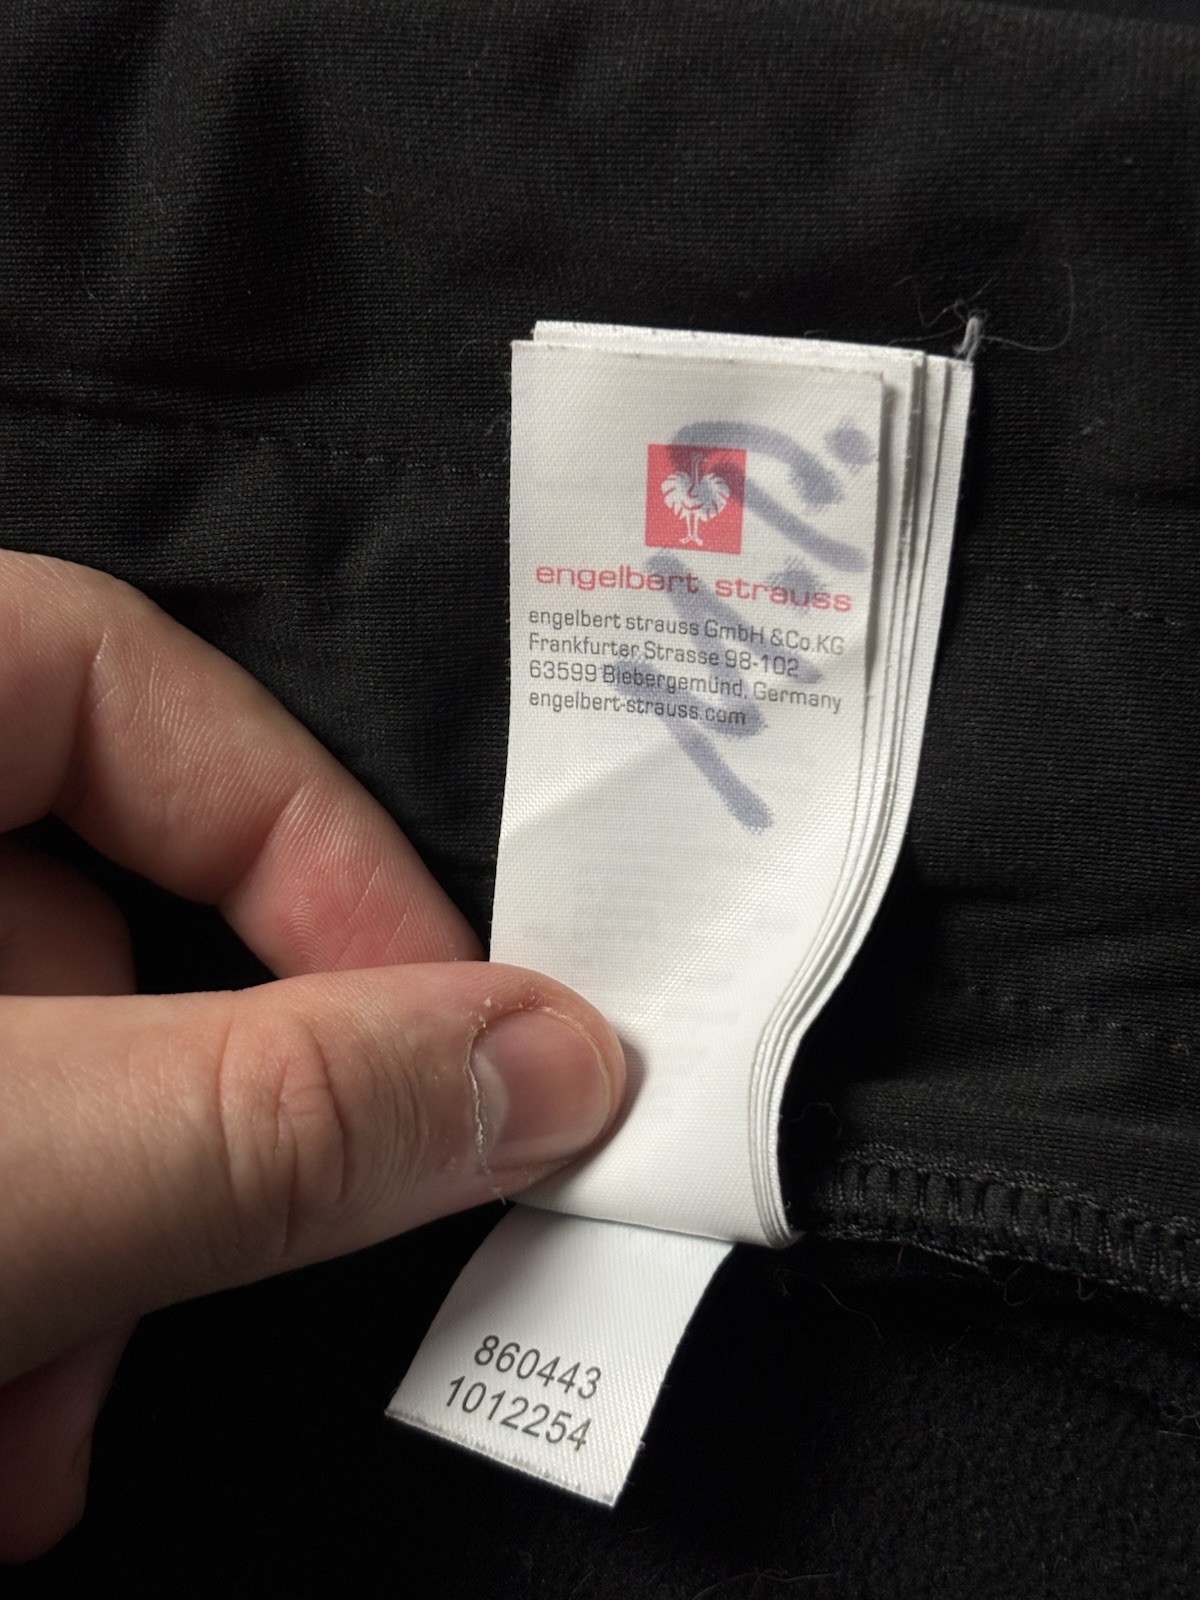 engelbert strauss
engelbert strauss GmbH & Co.KG
Frankfurter Strasse 98-102
63599 Biebergemünd, Germany
engelbert-strauss.com
860443
1012254